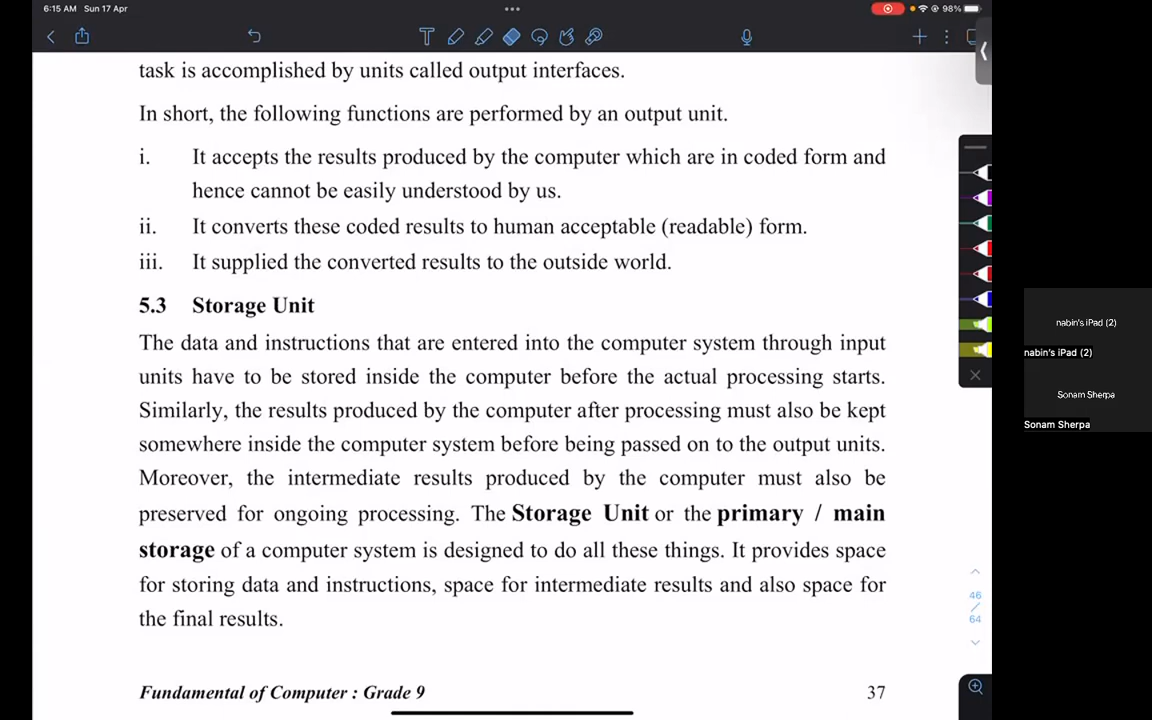 6:15 AM Sun 17 Apr
98%
task is accomplished by units called output interfaces.
In short, the following functions are performed by an output unit.
i. It accepts the results produced by the computer which are in coded form and
hence cannot be easily understood by us.
ii. It converts these coded results to human acceptable (readable) form.
iii. It supplied the converted results to the outside world.
5.3 Storage Unit
The data and instructions that are entered into the computer system through input
units have to be stored inside the computer before the actual processing starts.
Similarly, the results produced by the computer after processing must also be kept
somewhere inside the computer system before being passed on to the output units.
Moreover, the intermediate results produced by the computer must also be
preserved for ongoing processing. The Storage Unit or the primary / main
storage of a computer system is designed to do all these things. It provides space
for storing data and instructions, space for intermediate results and also space for
the final results.
Fundamental of Computer : Grade 9 37
46
/
64
nabin's iPad (2)
nabin's iPad (2)
Sonam Sherpa
Sonam Sherpa